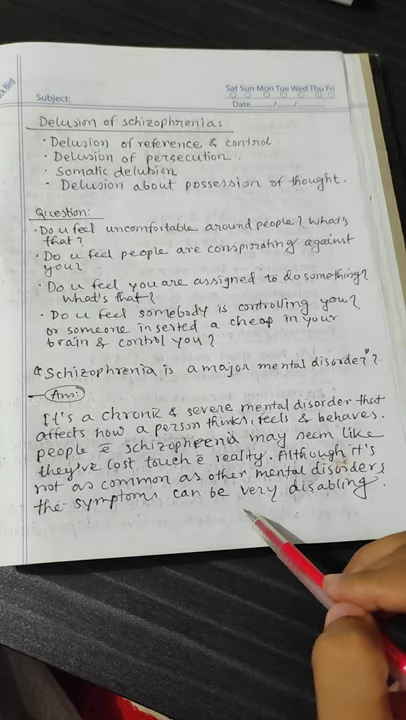 Subject:
Sat Sun Mon Tue Wed Thu Fri
Date / /
Delusion of schizophrenia:
· Delusion of reference & control
· Delusion of persecution.
· Somatic delusion
· Delusion about possession of thought.
Question:
· Do u feel uncomfortable around people? What's
that?
· Do u feel people are conspirating against
you?
· Do u feel you are assigned to do something?
What's that?
· Do u feel somebody is controlling you?
or someone inserted a cheap in your
brain & control you?
"Schizophrenia is a major mental disorder"?
Ans:
It's a chronic & severe mental disorder that
affects how a person thinks, feels & behaves.
people c̄ schizophrenia may seem like
they've lost touch c̄ reality. Although it's
not as common as other mental disorders,
the symptoms can be very disabling.